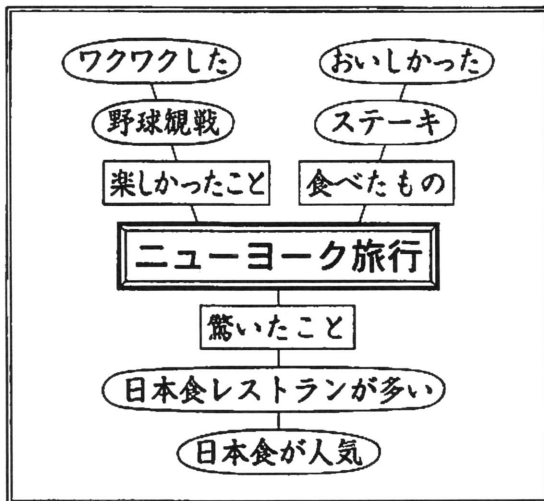 ワクワクした おいしかった
野球観戦 ステーキ
楽しかったこと 食べたもの
ニューヨーク旅行
驚いたこと
日本食レストランが多い
日本食が人気